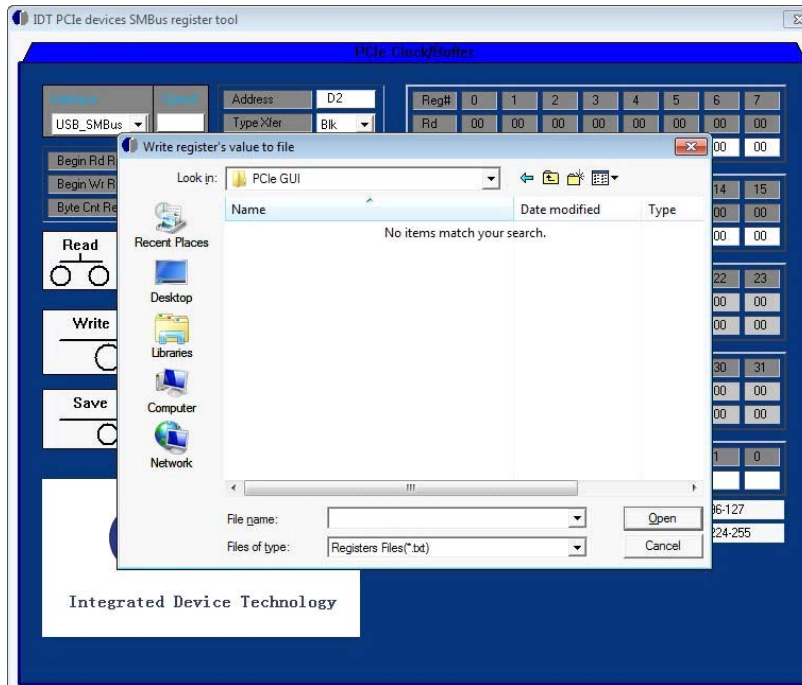 IDT PCIe devices SMBus register tool
PCIe Clock/Buffer
Address D2
Reg# 0 1 2 3 4 5 6 7
USB_SMBus
Type Xfer Blk
Rd 00 00 00 00 00 00 00 00
Write register's value to file
00 00
Begin Rd R
Look in: PCIe GUI
Begin Wr R
14 15
Byte Cnt Re
Name Date modified Type
00 00
No items match your search.
00 00
Read
Recent Places
22 23
Desktop
00 00
Write
00 00
Libraries
30 31
00 00
Save
Computer
00 00
Network
1 0
File name:
Open
96-127
Files of type: Registers Files(*.txt)
Cancel
224-255
Integrated Device Technology